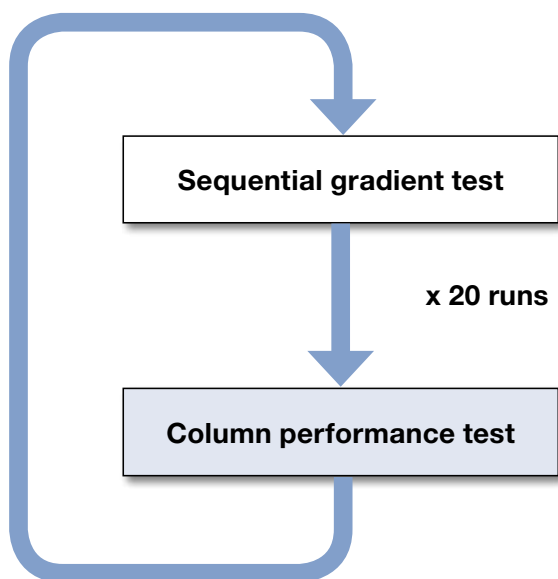 Sequential gradient test
x 20 runs
Column performance test